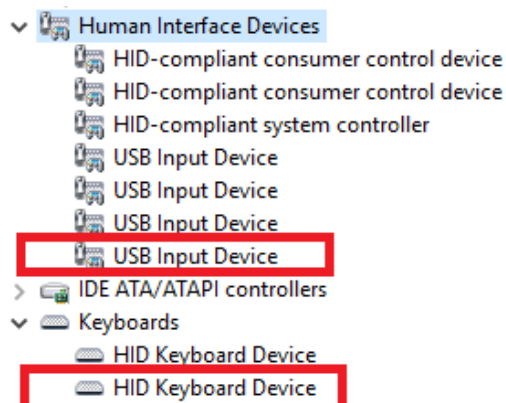 Human Interface Devices
HID-compliant consumer control device
HID-compliant consumer control device
HID-compliant system controller
USB Input Device
USB Input Device
USB Input Device
USB Input Device
IDE ATA/ATAPI controllers
Keyboards
HID Keyboard Device
HID Keyboard Device